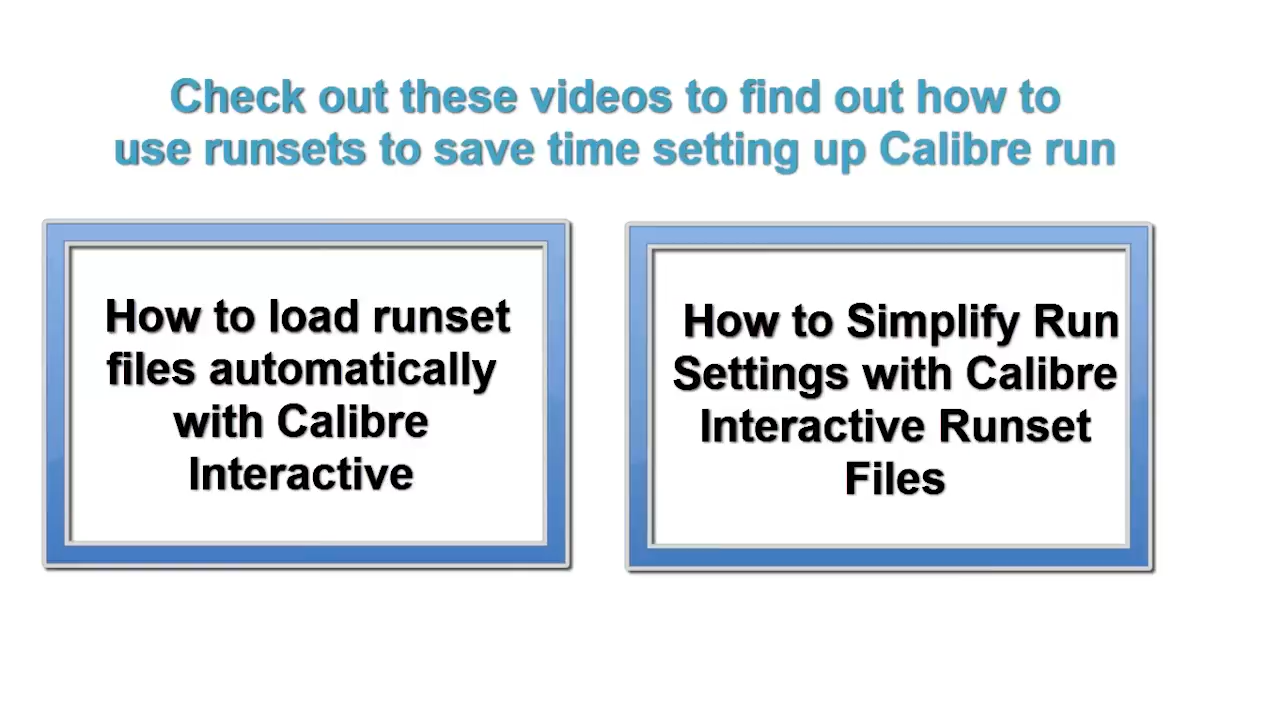 Check out these videos to find out how to
use runsets to save time setting up Calibre run
How to load runset
files automatically
with Calibre
Interactive
How to Simplify Run
Settings with Calibre
Interactive Runset
Files